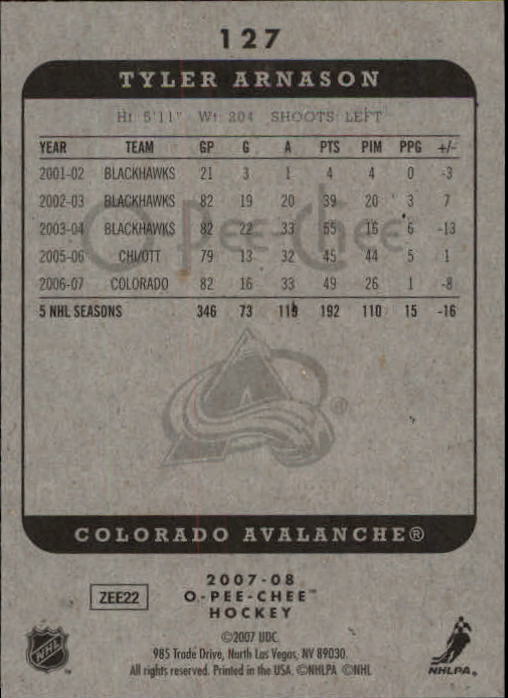 127
TYLER ARNASON
Ht: 5'11" Wt: 204 SHOOTS: LEFT
YEAR TEAM GP G A PTS PIM PPG +/-
2001-02 BLACKHAWKS 21 3 1 4 4 0 -3
2002-03 BLACKHAWKS 82 19 20 39 20 3 7
2003-04 BLACKHAWKS 82 22 33 55 16 6 -13
2005-06 CHI/OTT 79 13 32 45 44 5 1
2006-07 COLORADO 82 16 33 49 26 1 -8
5 NHL SEASONS 346 73 119 192 110 15 -16
O-Pee-Chee
®
COLORADO AVALANCHE®
2007-08
ZEE22 O-PEE-CHEE™
HOCKEY
©2007 UDC.
985 Trade Drive, North Las Vegas, NV 89030.
All rights reserved. Printed in the USA. ©NHLPA ©NHL
NHL
NHLPA®